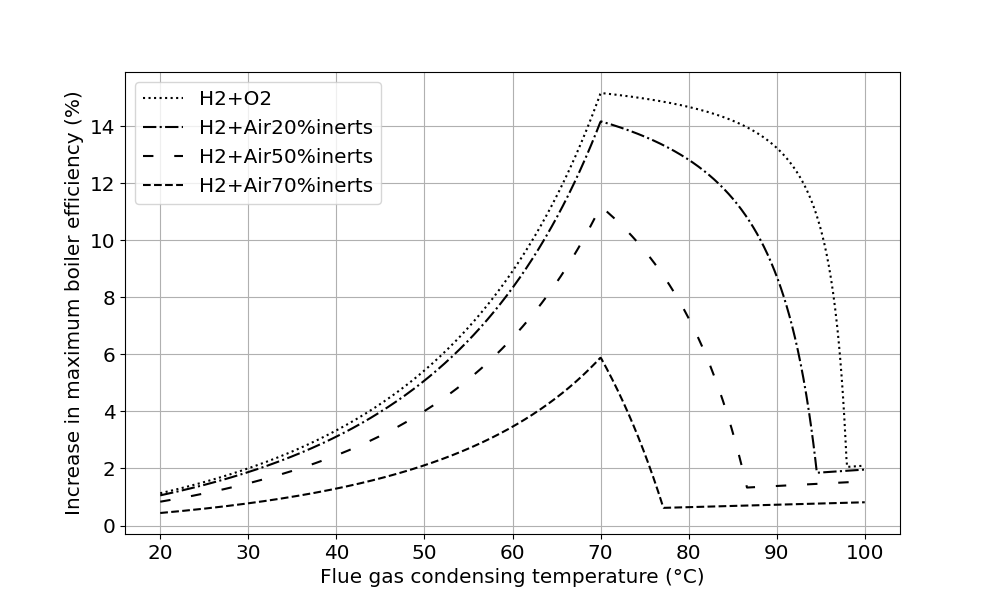 H2+O2
H2+Air20%inerts
H2+Air50%inerts
H2+Air70%inerts
Increase in maximum boiler efficiency (%)
14
12
10
8
6
4
2
0
20 30 40 50 60 70 80 90 100
Flue gas condensing temperature (°C)